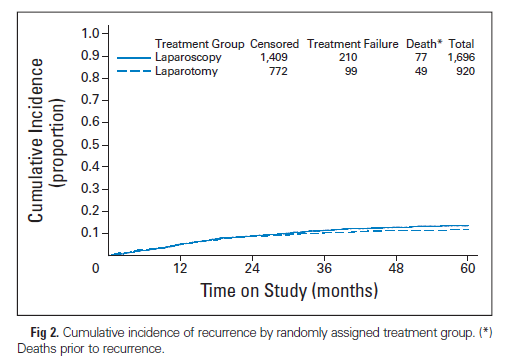 Treatment Group Censored Treatment Failure Death* Total
Laparoscopy 1,409 210 77 1,696
Laparotomy 772 99 49 920
Cumulative Incidence
(proportion)
1.0
0.9
0.8
0.7
0.6
0.5
0.4
0.3
0.2
0.1
0
12
24
36
48
60
Time on Study (months)
Fig 2. Cumulative incidence of recurrence by randomly assigned treatment group. (*)
Deaths prior to recurrence.